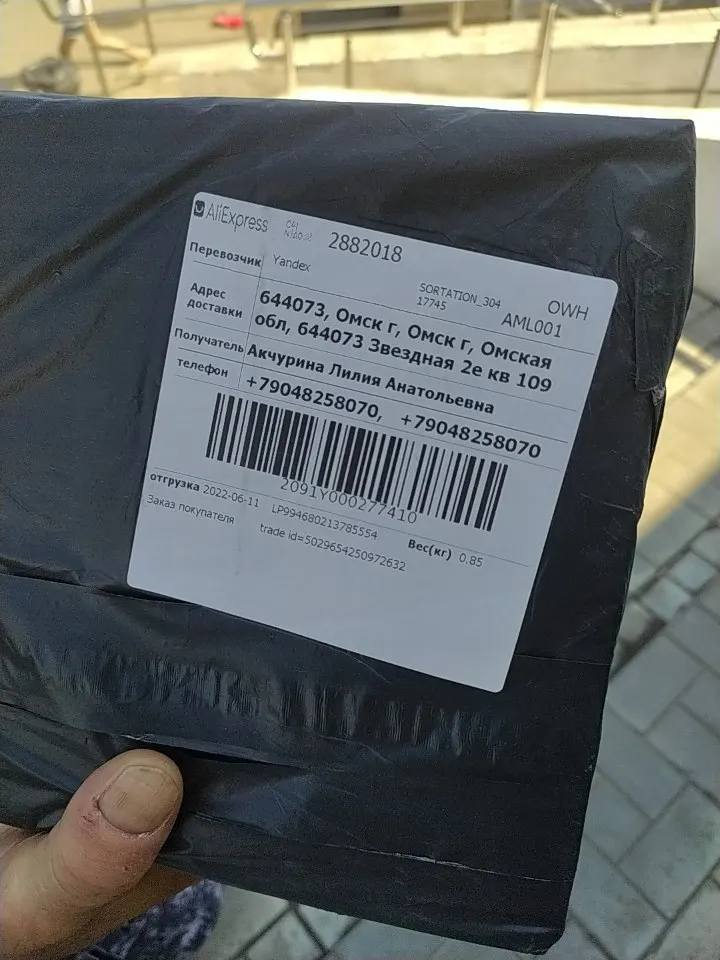 AliExpress 2882018
Перевозчик Yandex
SORTATION_304 OWH
17745 AML001
Адрес доставки 644073, Омск г, Омск г, Омская
обл, 644073 Звездная 2е кв 109
Получатель Акчурина Лилия Анатольевна
телефон +79048258070, +79048258070
2091Y000277410
отгрузка 2022-06-11 LP994680213785554 Вес(кг) 0.85
Заказ покупателя trade id=5029654250972632